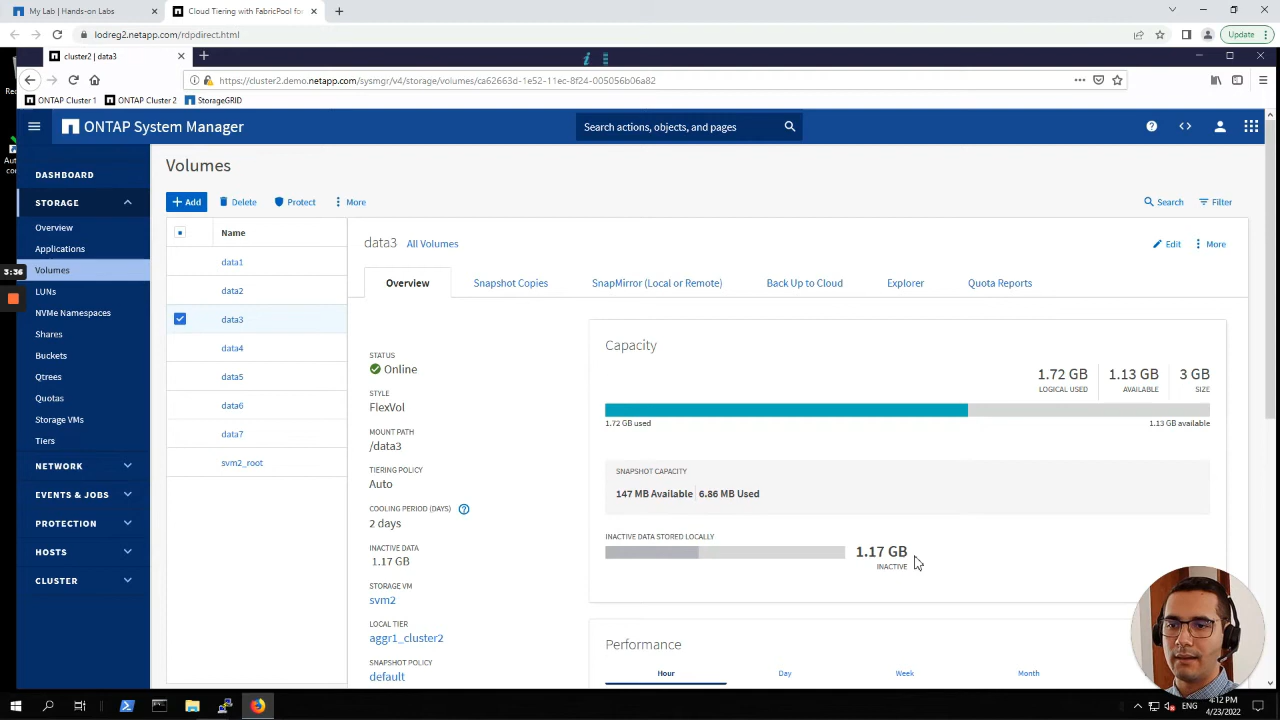 My Lab | Hands-on Labs
Cloud Tiering with FabricPool for
Update
lodreg2.netapp.com/rdpdirect.html
cluster2 | data3
https://cluster2.demo.netapp.com/sysmgr/v4/storage/volumes/ca62663d-1e52-11ec-8f24-005056b06a82
ONTAP Cluster 1
ONTAP Cluster 2
StorageGRID
ONTAP System Manager
Search actions, objects, and pages
DASHBOARD
STORAGE
Overview
Applications
Volumes
LUNs
NVMe Namespaces
Shares
Buckets
Qtrees
Quotas
Storage VMs
Tiers
NETWORK
EVENTS & JOBS
PROTECTION
HOSTS
CLUSTER
3:36
Volumes
Add
Delete
Protect
More
Search
Filter
Name
data1
data2
data3
data4
data5
data6
data7
svm2_root
data3
All Volumes
Edit
More
Overview
Snapshot Copies
SnapMirror (Local or Remote)
Back Up to Cloud
Explorer
Quota Reports
STATUS
Online
STYLE
FlexVol
MOUNT PATH
/data3
TIERING POLICY
Auto
COOLING PERIOD (DAYS)
2 days
INACTIVE DATA
1.17 GB
STORAGE VM
svm2
LOCAL TIER
aggr1_cluster2
SNAPSHOT POLICY
default
Capacity
1.72 GB
LOGICAL USED
1.13 GB
AVAILABLE
3 GB
SIZE
1.72 GB used
1.13 GB available
SNAPSHOT CAPACITY
147 MB Available | 6.86 MB Used
INACTIVE DATA STORED LOCALLY
1.17 GB
INACTIVE
Performance
Hour
Day
Week
Month
ENG
4:12 PM
4/23/2022